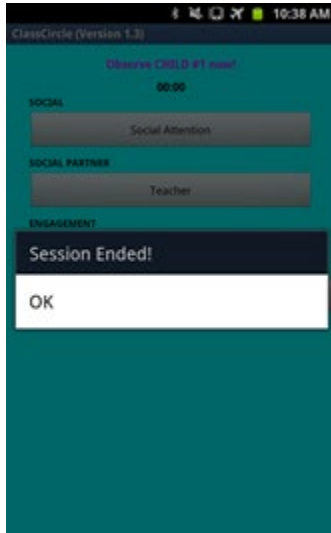 10:38 AM
ClassCircle (Version 1.3)
Observe CHILD #1 now!
00:00
SOCIAL
Social Attention
SOCIAL PARTNER
Teacher
ENGAGEMENT
Session Ended!
OK